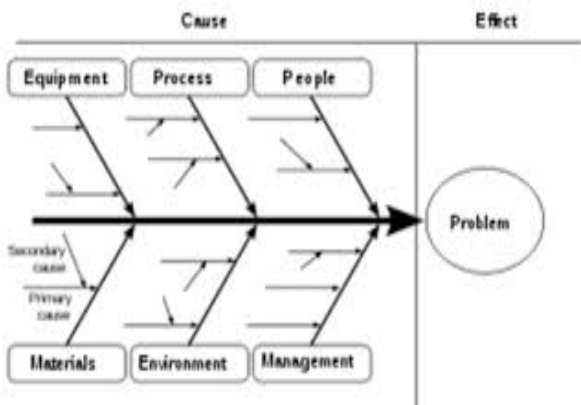 Cause
Effect
Equipment
Process
People
Problem
Secondary
cause
Primary
cause
Materials
Environment
Management